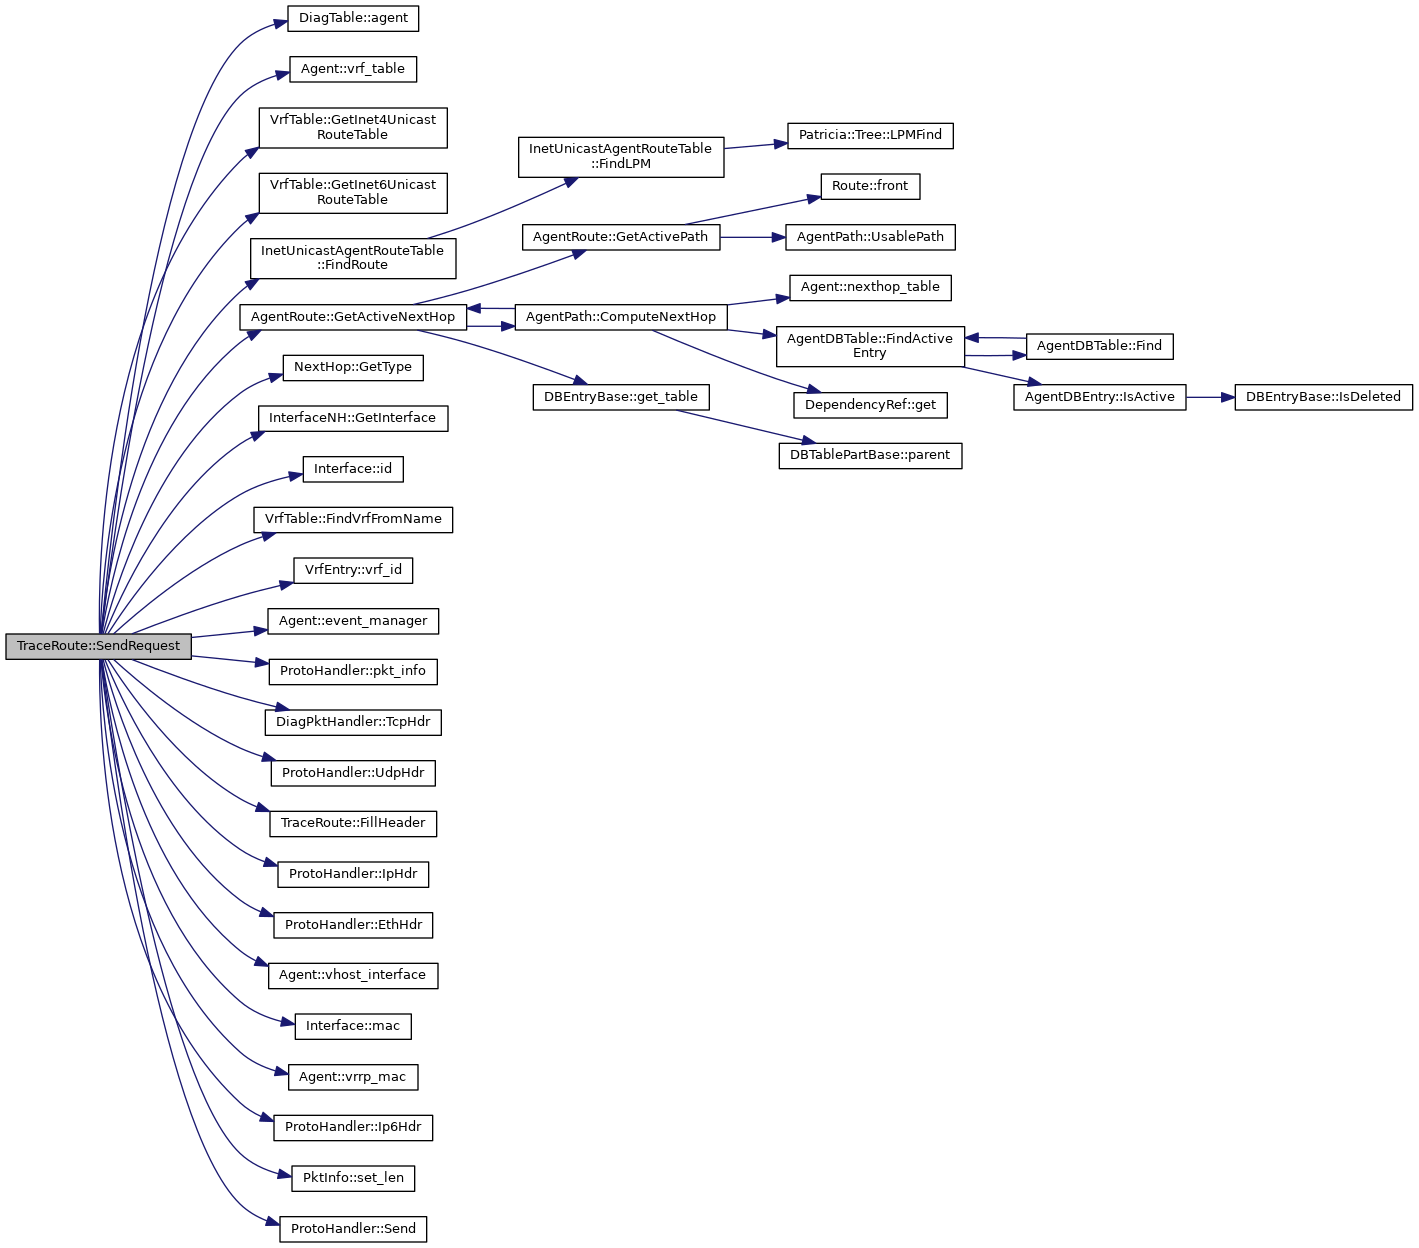 DiagTable::agent
Agent::vrf_table
VrfTable::GetInet4Unicast
RouteTable
VrfTable::GetInet6Unicast
RouteTable
InetUnicastAgentRouteTable
::FindRoute
AgentRoute::GetActiveNextHop
NextHop::GetType
InterfaceNH::GetInterface
Interface::id
VrfTable::FindVrfFromName
VrfEntry::vrf_id
Agent::event_manager
TraceRoute::SendRequest
ProtoHandler::pkt_info
DiagPktHandler::TcpHdr
ProtoHandler::UdpHdr
TraceRoute::FillHeader
ProtoHandler::IpHdr
ProtoHandler::EthHdr
Agent::vhost_interface
Interface::mac
Agent::vrrp_mac
ProtoHandler::Ip6Hdr
PktInfo::set_len
ProtoHandler::Send
InetUnicastAgentRouteTable
::FindLPM
AgentRoute::GetActivePath
AgentPath::ComputeNextHop
DBEntryBase::get_table
Patricia::Tree::LPMFind
Route::front
AgentPath::UsablePath
Agent::nexthop_table
AgentDBTable::FindActive
Entry
DependencyRef::get
DBTablePartBase::parent
AgentDBTable::Find
AgentDBEntry::IsActive
DBEntryBase::IsDeleted